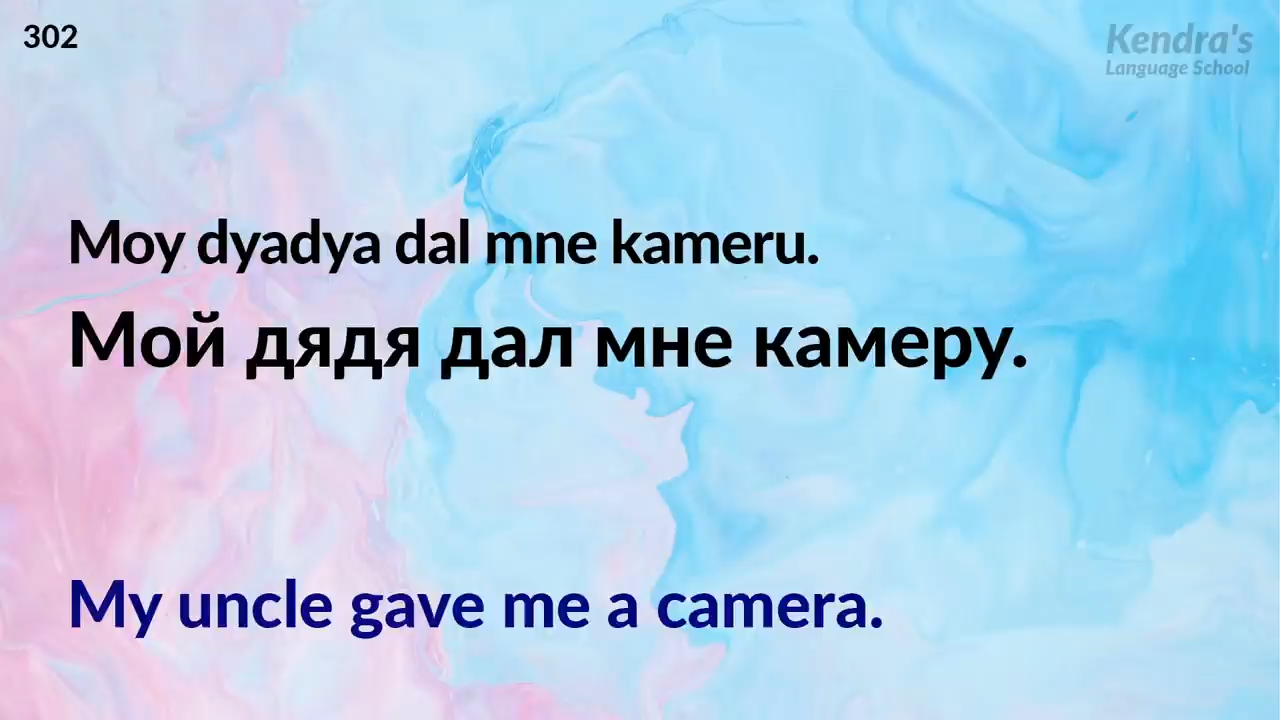 302
Kendra's
Language School
Moy dyadya dal mne kameru.
Мой дядя дал мне камеру.
My uncle gave me a camera.